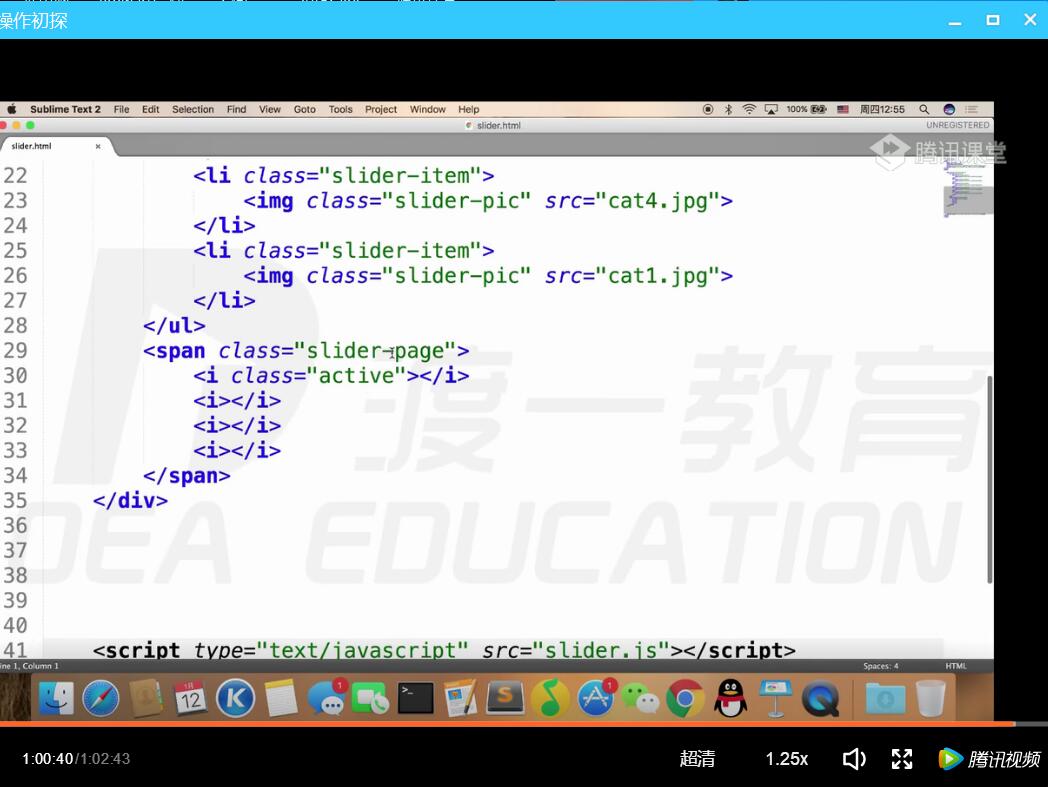 操作初探
Sublime Text 2 File Edit Selection Find View Goto Tools Project Window Help 100% 周四12:55
slider.html UNREGISTERED
slider.html
腾讯课堂
22 <li class="slider-item">
23 <img class="slider-pic" src="cat4.jpg">
24 </li>
25 <li class="slider-item">
26 <img class="slider-pic" src="cat1.jpg">
27 </li>
28 </ul>
29 <span class="slider-page">
30 <i class="active"></i>
31 <i></i>
32 <i></i>
33 <i></i>
34 </span>
35 </div>
36
37
38
39
40
41 <script type="text/javascript" src="slider.js"></script>
渡一教育
EDUCATION
ine 1, Column 1 Spaces: 4 HTML
1月
12
K
1
1
1:00:40/1:02:43 超清 1.25x 腾讯视频